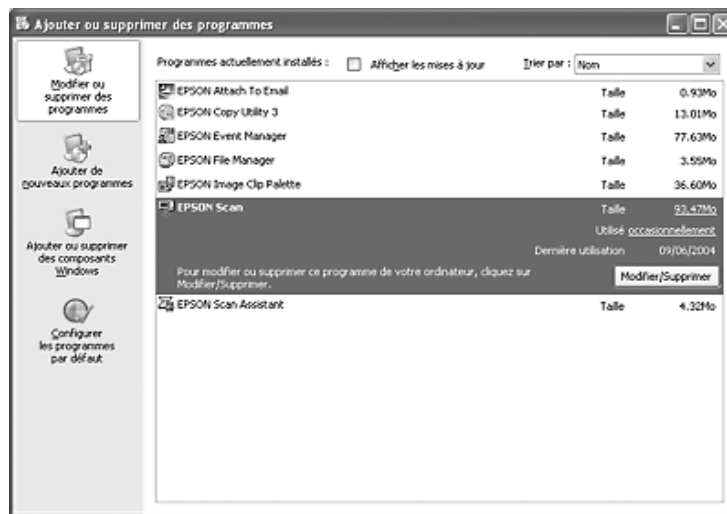 Ajouter ou supprimer des programmes
Modifier ou
supprimer des
programmes
Ajouter de
nouveaux programmes
Ajouter ou supprimer
des composants
Windows
Configurer
les programmes
par défaut
Programmes actuellement installés : Afficher les mises à jour Trier par : Nom
EPSON Attach To Email Taille 0.93Mo
EPSON Copy Utility 3 Taille 13.01Mo
EPSON Event Manager Taille 77.63Mo
EPSON File Manager Taille 3.55Mo
EPSON Image Clip Palette Taille 36.60Mo
EPSON Scan Taille 93.47Mo
Utilisé occasionnellement
Dernière utilisation 09/06/2004
Pour modifier ou supprimer ce programme de votre ordinateur, cliquez sur
Modifier/Supprimer.
Modifier/Supprimer
EPSON Scan Assistant Taille 4.32Mo